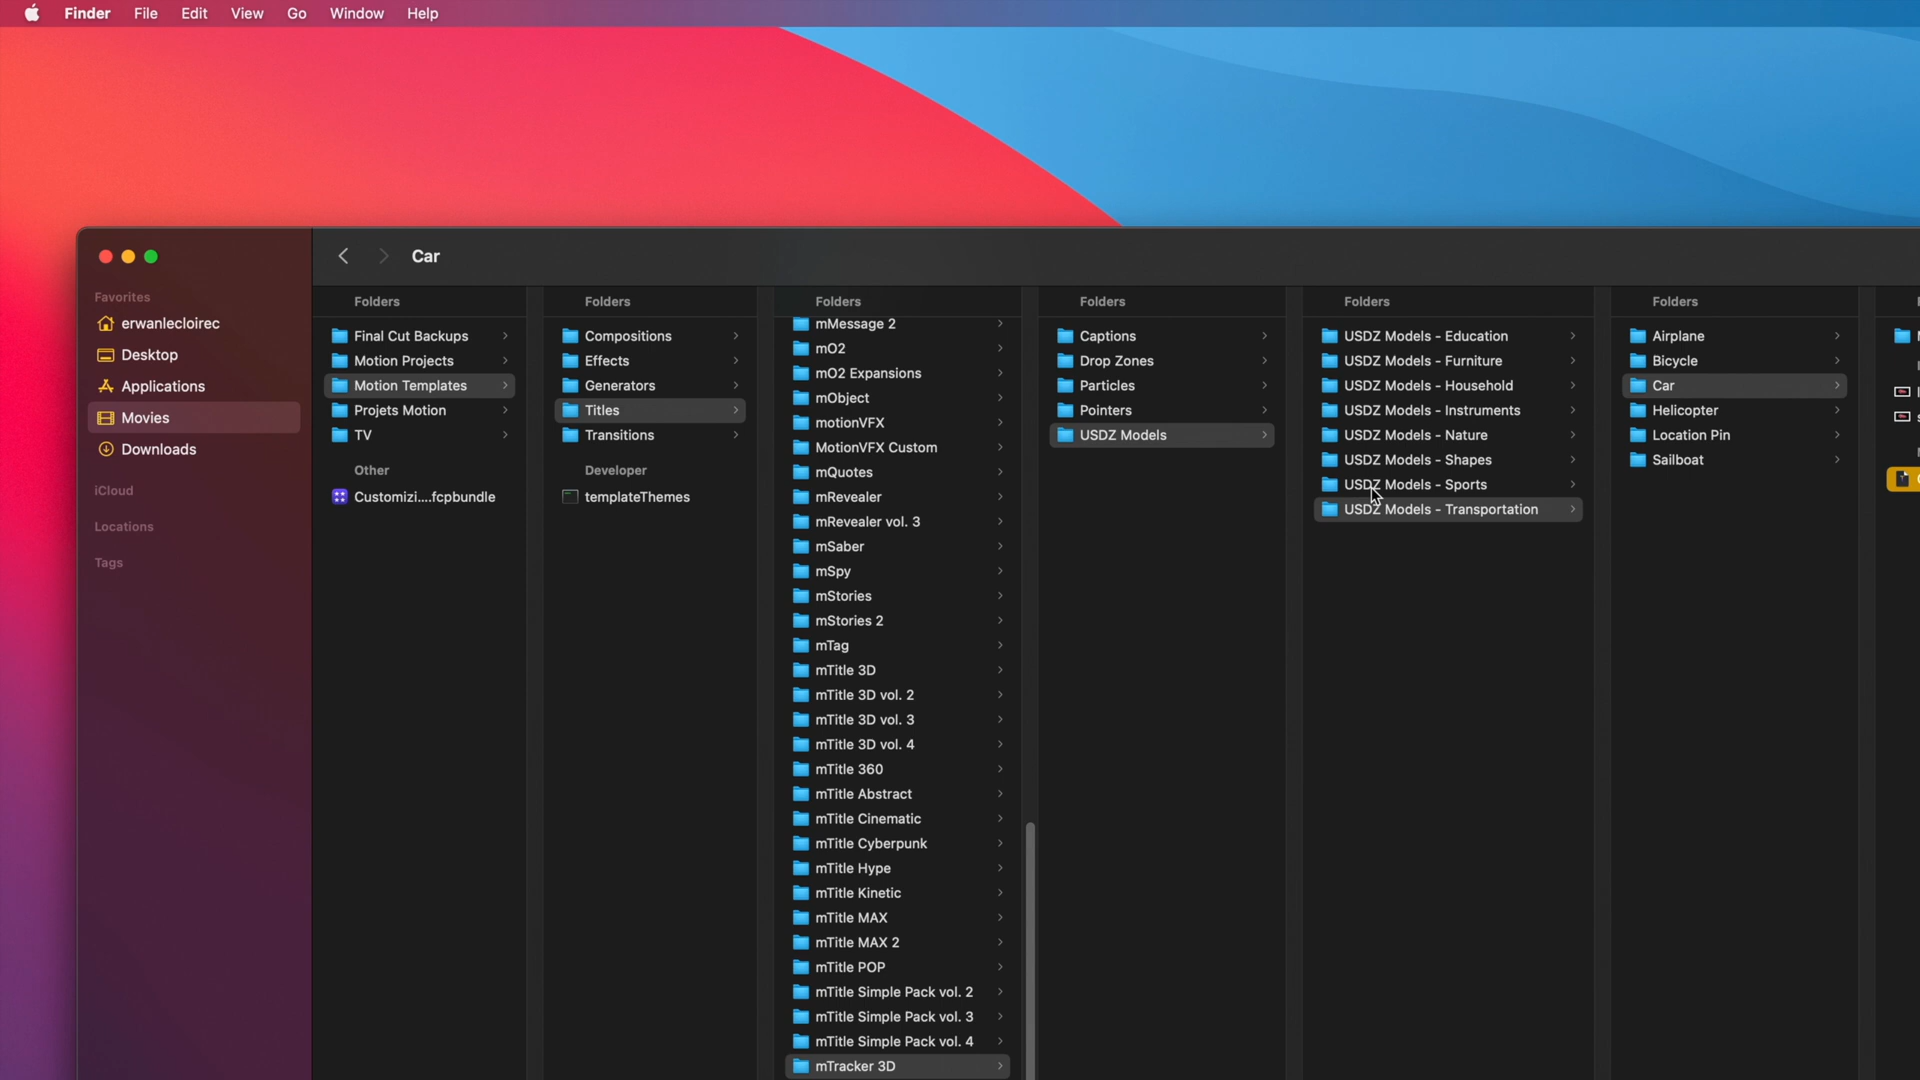 Finder File Edit View Go Window Help
Car
Favorites
erwanlecloirec
Desktop
Applications
Movies
Downloads
iCloud
Locations
Tags
Folders
Final Cut Backups
Motion Projects
Motion Templates
Projets Motion
TV
Other
Customizi....fcpbundle
Folders
Compositions
Effects
Generators
Titles
Transitions
Developer
templateThemes
Folders
mMessage 2
mO2
mO2 Expansions
mObject
motionVFX
MotionVFX Custom
mQuotes
mRevealer
mRevealer vol. 3
mSaber
mSpy
mStories
mStories 2
mTag
mTitle 3D
mTitle 3D vol. 2
mTitle 3D vol. 3
mTitle 3D vol. 4
mTitle 360
mTitle Abstract
mTitle Cinematic
mTitle Cyberpunk
mTitle Hype
mTitle Kinetic
mTitle MAX
mTitle MAX 2
mTitle POP
mTitle Simple Pack vol. 2
mTitle Simple Pack vol. 3
mTitle Simple Pack vol. 4
mTracker 3D
Folders
Captions
Drop Zones
Particles
Pointers
USDZ Models
Folders
USDZ Models - Education
USDZ Models - Furniture
USDZ Models - Household
USDZ Models - Instruments
USDZ Models - Nature
USDZ Models - Shapes
USDZ Models - Sports
USDZ Models - Transportation
Folders
Airplane
Bicycle
Car
Helicopter
Location Pin
Sailboat